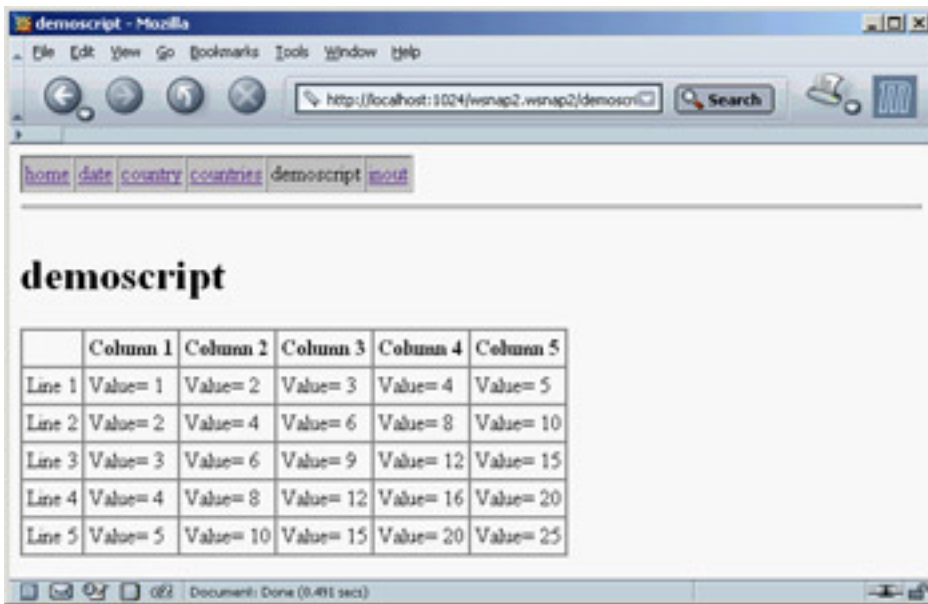 demoscript - Mozilla
File Edit View Go Bookmarks Tools Window Help
http://localhost:1024/wsnap2.wsnap2/demoscri Search
home date country countries demoscript inout
demoscript
Column 1 Column 2 Column 3 Column 4 Column 5
Line 1 Value= 1 Value= 2 Value= 3 Value= 4 Value= 5
Line 2 Value= 2 Value= 4 Value= 6 Value= 8 Value= 10
Line 3 Value= 3 Value= 6 Value= 9 Value= 12 Value= 15
Line 4 Value= 4 Value= 8 Value= 12 Value= 16 Value= 20
Line 5 Value= 5 Value= 10 Value= 15 Value= 20 Value= 25
Document: Done (0.491 secs)